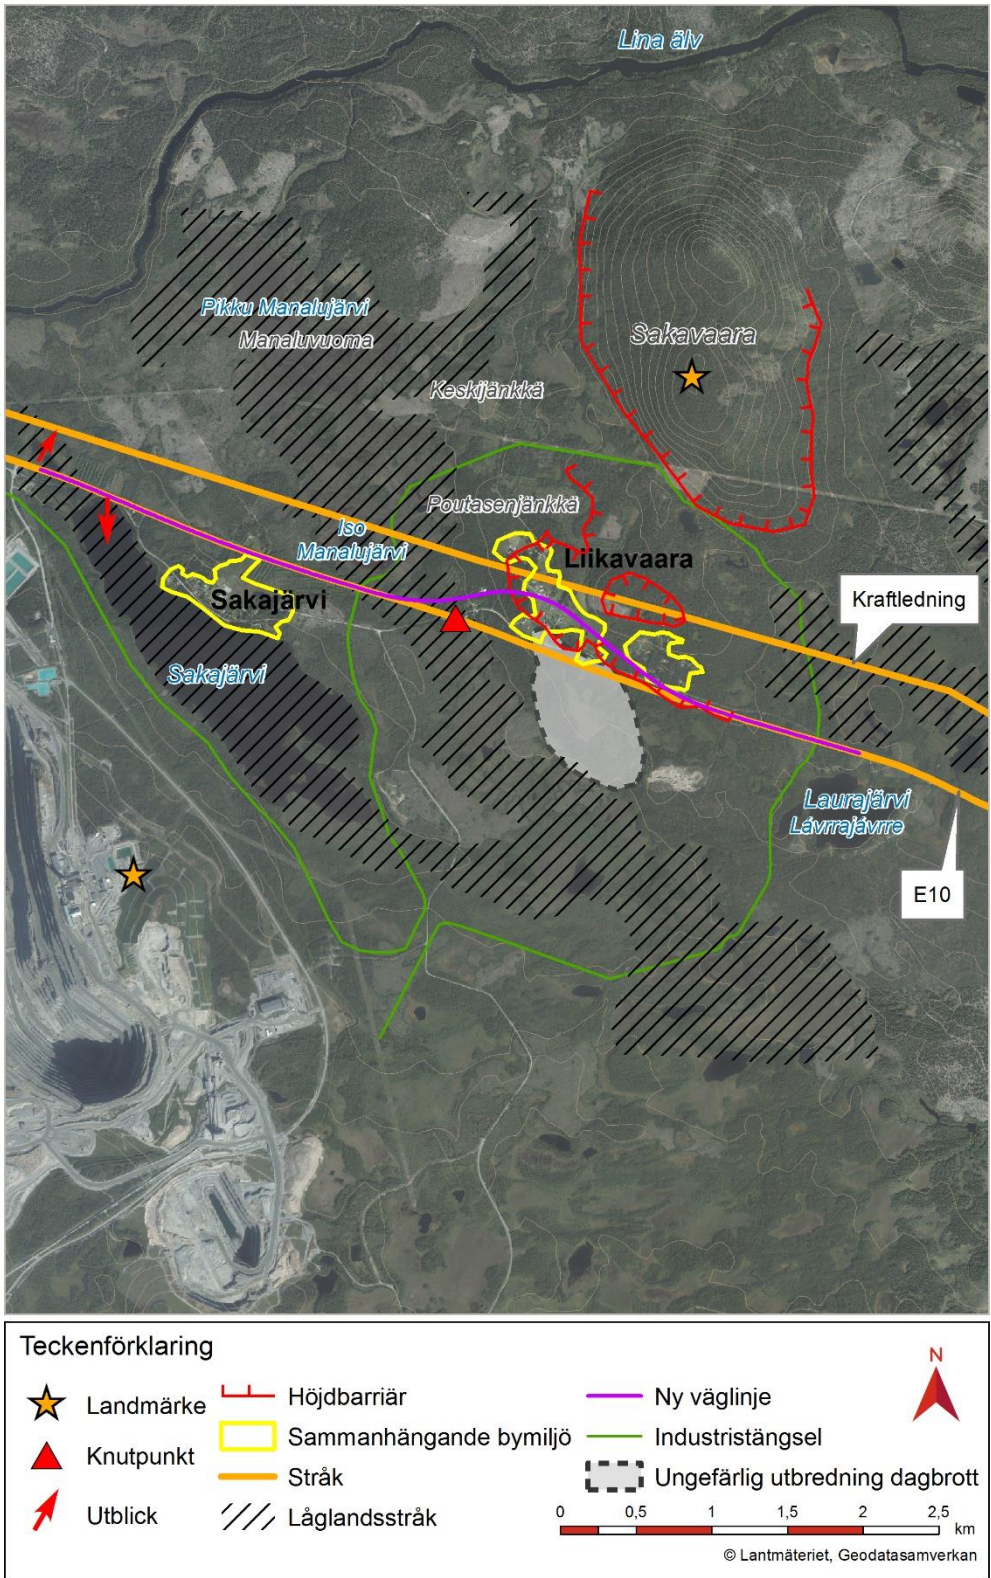 Lina älv
Pikku Manalujärvi
Manaluvuoma
Sakavaara
Keskijänkkä
Poutasenjänkkä
Iso
Manalujärvi
Liikavaara
Sakajärvi
Kraftledning
Sakajärvi
Laurajärvi
Lávrrajávrre
E10
Teckenförklaring
N
Landmärke
Höjdbarriär
Ny väglinje
Knutpunkt
Sammanhängande bymiljö
Industristängsel
Stråk
Ungefärlig utbredning dagbrott
Utblick
Låglandsstråk
0 0,5 1 1,5 2 2,5
km
© Lantmäteriet, Geodatasamverkan